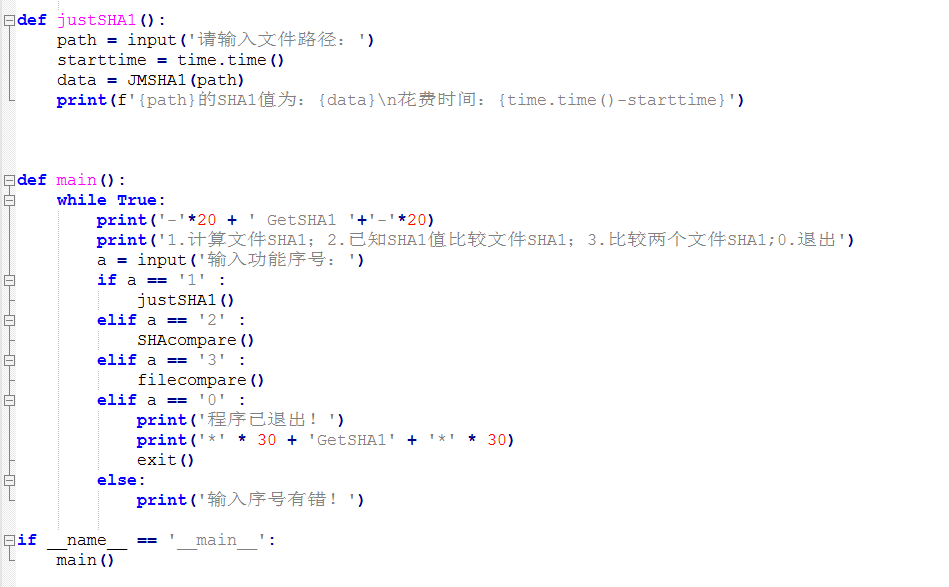 def justSHA1():
    path = input('请输入文件路径：')
    starttime = time.time()
    data = JMSHA1(path)
    print(f'{path}的SHA1值为：{data}\n花费时间：{time.time()-starttime}')
def main():
    while True:
        print('-'*20 + ' GetSHA1 '+'-'*20)
        print('1.计算文件SHA1；2.已知SHA1值比较文件SHA1；3.比较两个文件SHA1;0.退出')
        a = input('输入功能序号：')
        if a == '1' :
            justSHA1()
        elif a == '2' :
            SHAcompare()
        elif a == '3' :
            filecompare()
        elif a == '0' :
            print('程序已退出！')
            print('*' * 30 + 'GetSHA1' + '*' * 30)
            exit()
        else:
            print('输入序号有错！')
if __name__ == '__main__':
    main()